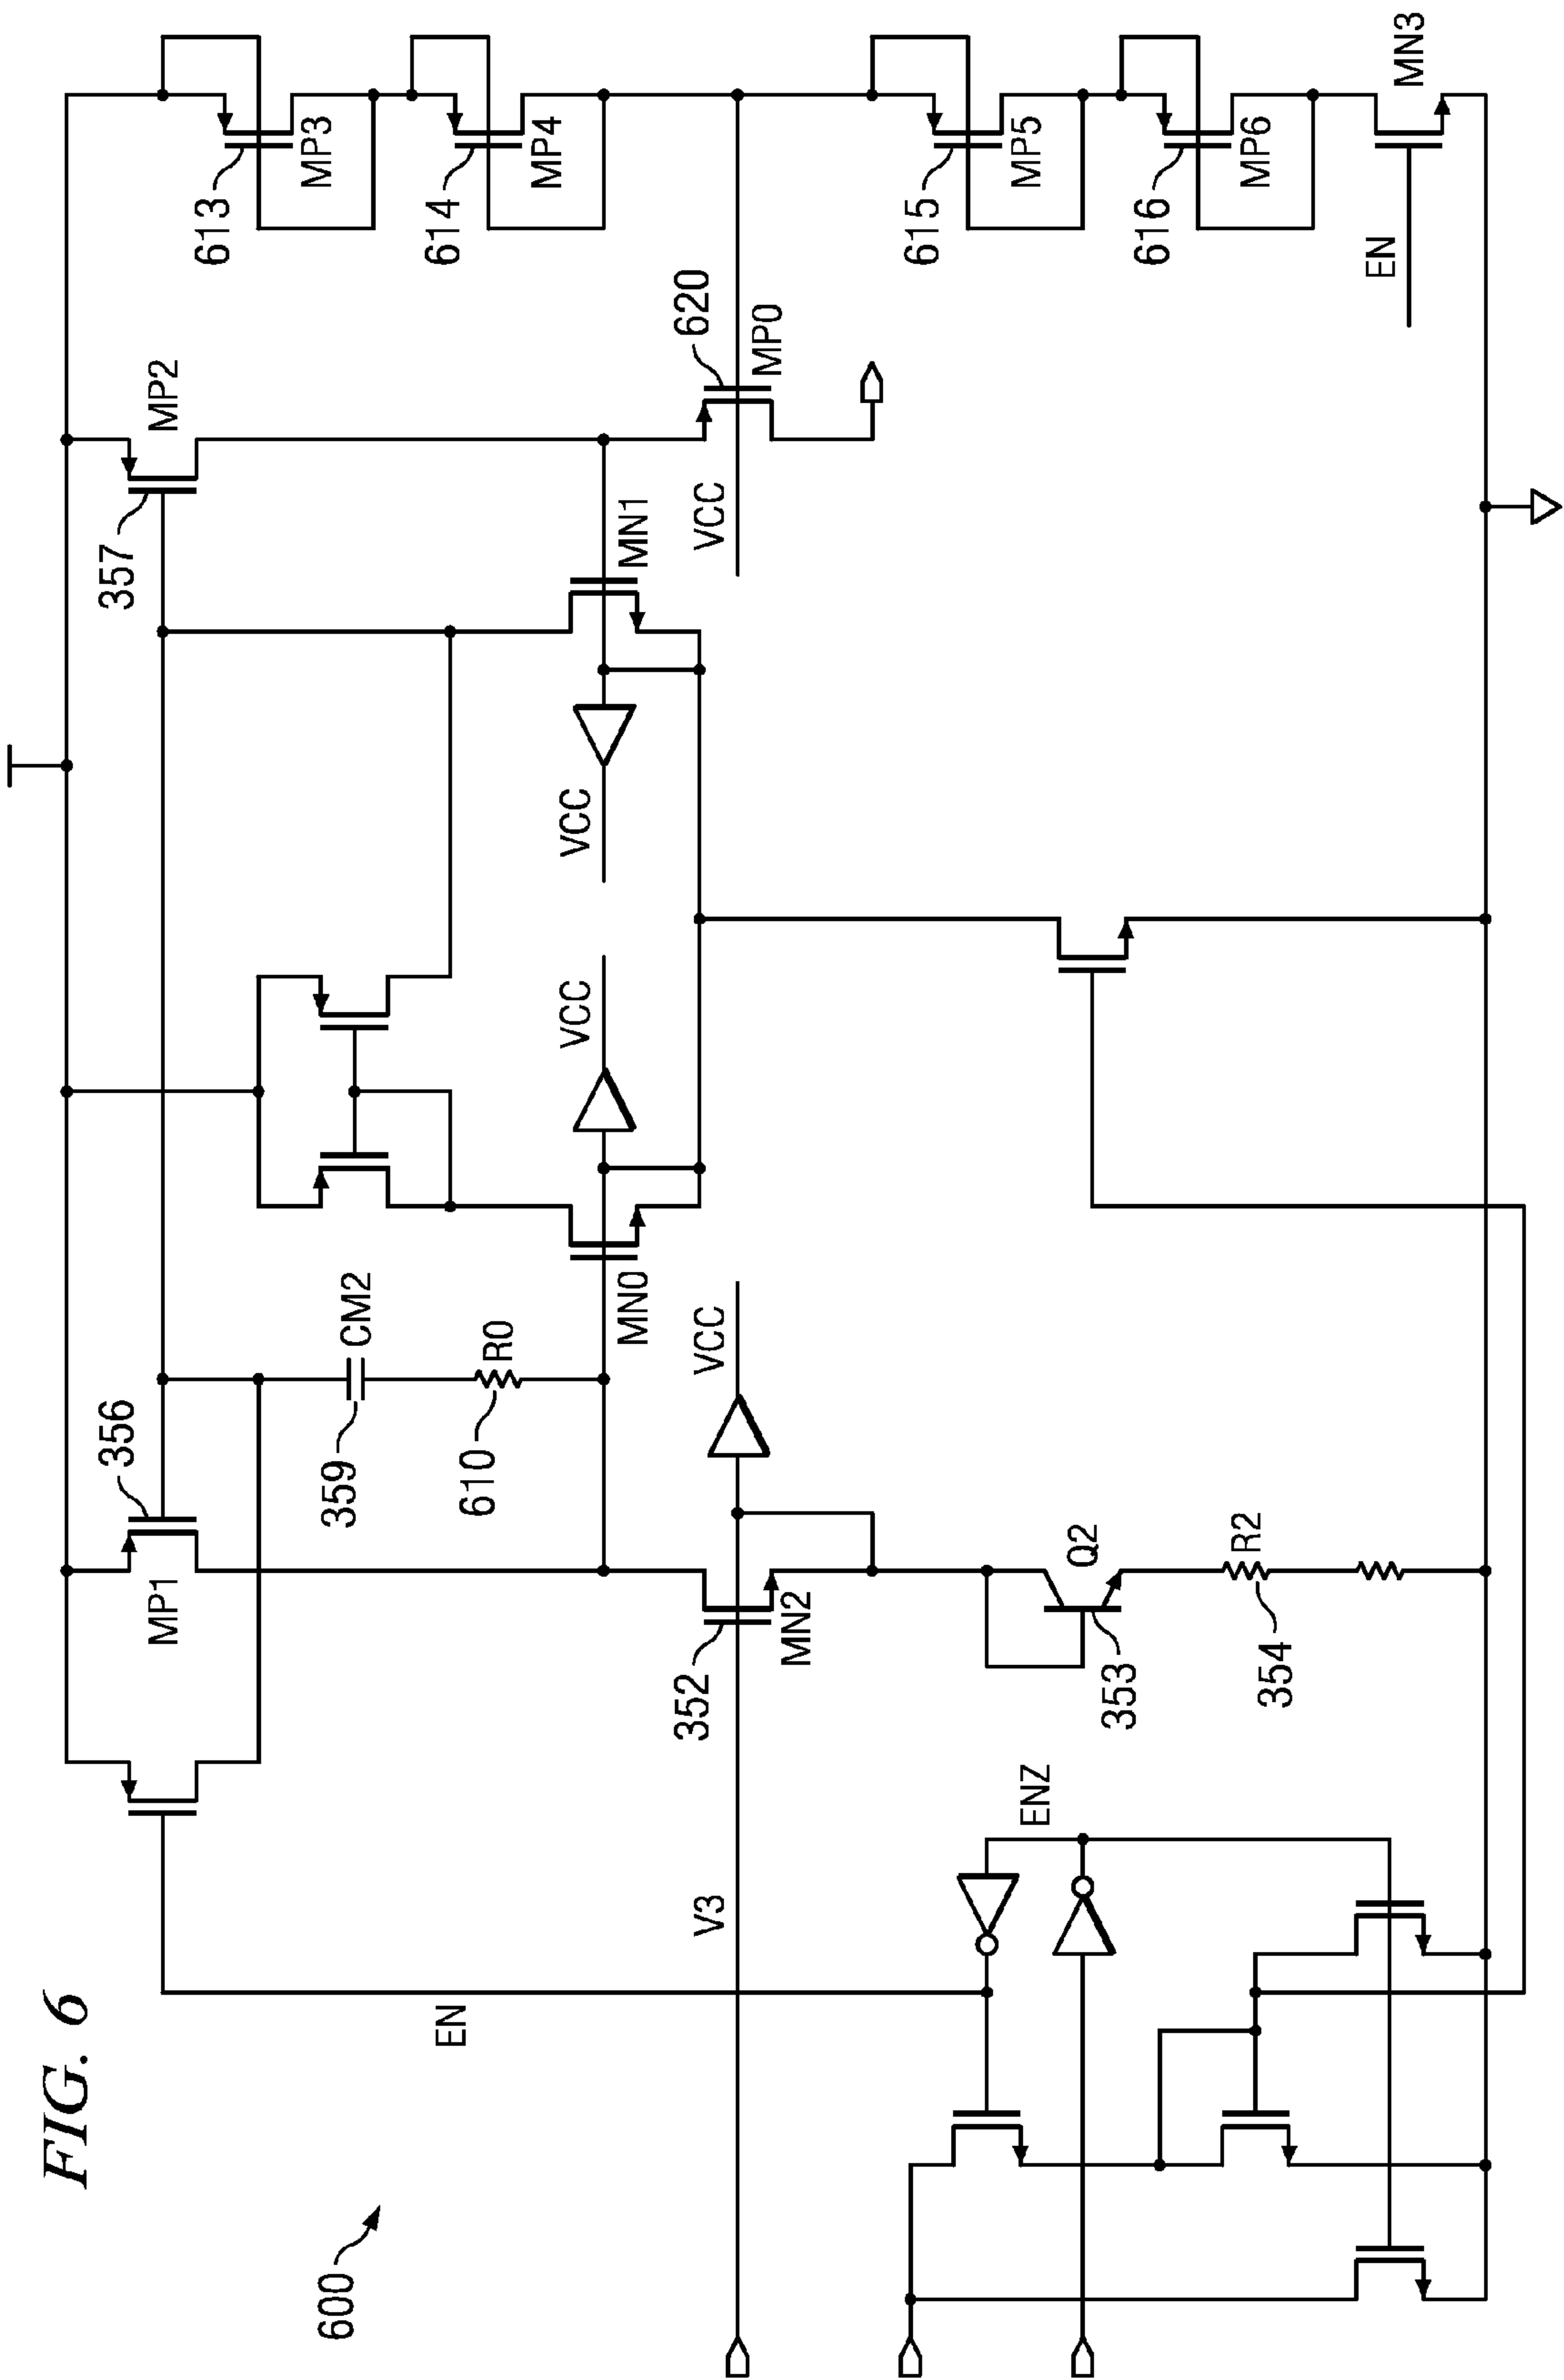 FIG. 6
600
EN
V3
ENZ
MP1
356
359
CM2
610
R0
352
MN2
VCC
Q2
353
R2
354
MN0
VCC
VCC
MN1
357
MP2
VCC
620
MP0
613
MP3
614
MP4
615
MP5
616
MP6
EN
MN3